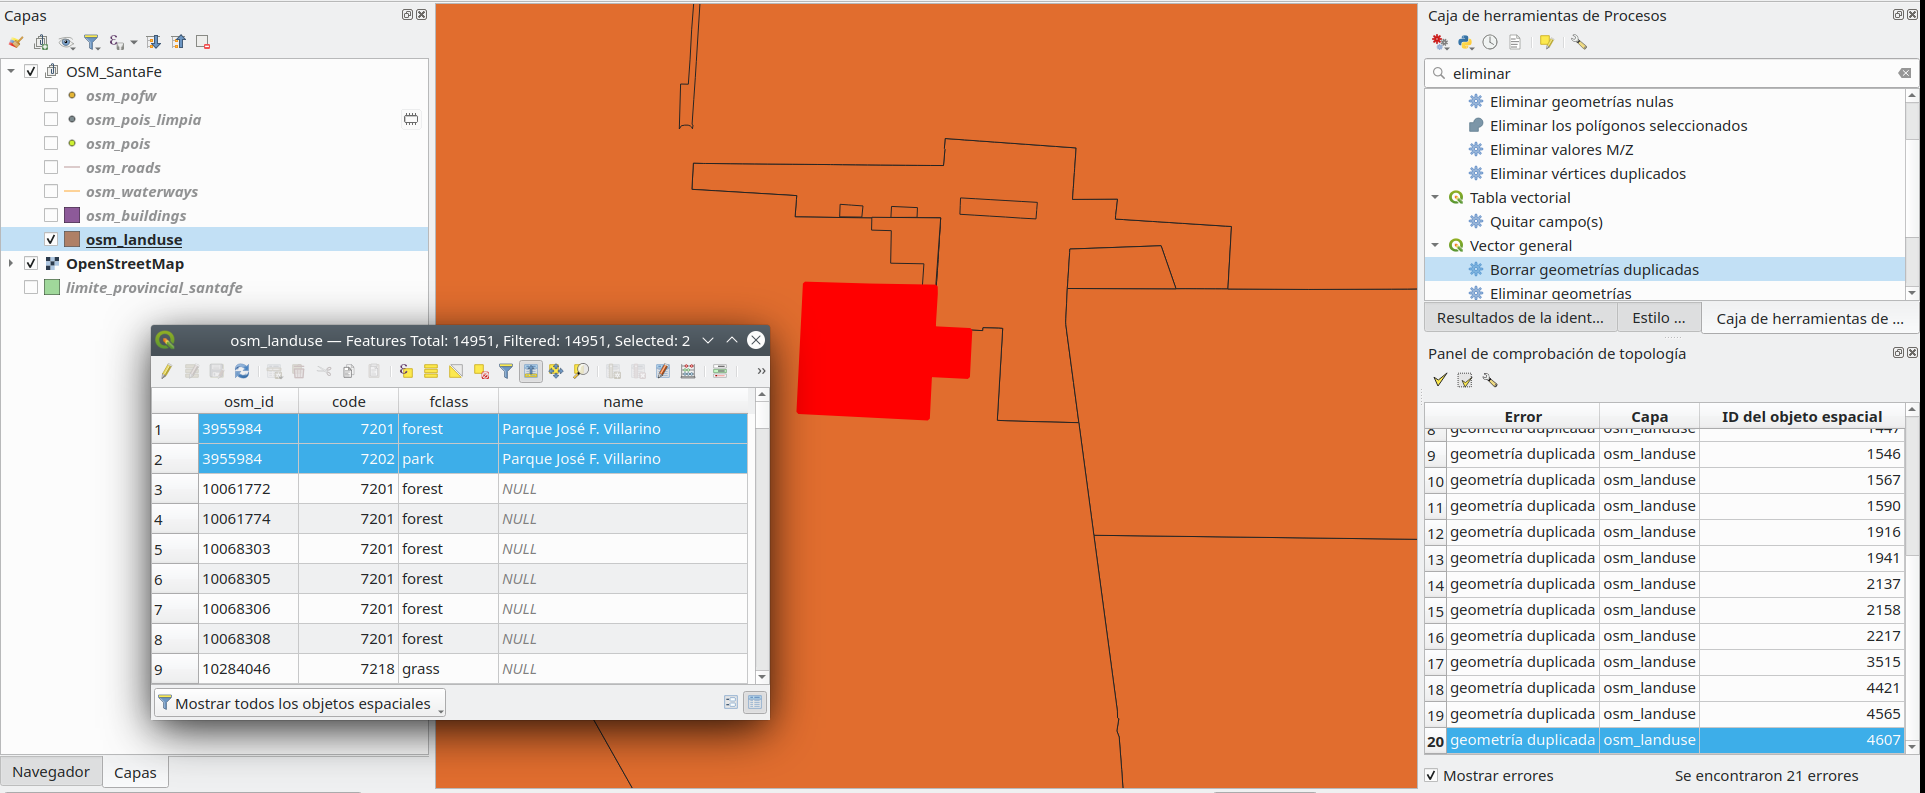 Capas
OSM_SantaFe
osm_pofw
osm_pois_limpia
osm_pois
osm_roads
osm_waterways
osm_buildings
osm_landuse
OpenStreetMap
limite_provincial_santafe
Navegador
Capas
osm_landuse — Features Total: 14951, Filtered: 14951, Selected: 2
osm_id code fclass name
1 3955984 7201 forest Parque José F. Villarino
2 3955984 7202 park Parque José F. Villarino
3 10061772 7201 forest NULL
4 10061774 7201 forest NULL
5 10068303 7201 forest NULL
6 10068305 7201 forest NULL
7 10068306 7201 forest NULL
8 10068308 7201 forest NULL
9 10284046 7218 grass NULL
Mostrar todos los objetos espaciales
Caja de herramientas de Procesos
eliminar
Eliminar geometrías nulas
Eliminar los polígonos seleccionados
Eliminar valores M/Z
Eliminar vértices duplicados
Tabla vectorial
Quitar campo(s)
Vector general
Borrar geometrías duplicadas
Eliminar geometrías
Resultados de la ident... Estilo ... Caja de herramientas de ...
Panel de comprobación de topología
Error Capa ID del objeto espacial
8 geometría duplicada osm_landuse 1447
9 geometría duplicada osm_landuse 1546
10 geometría duplicada osm_landuse 1567
11 geometría duplicada osm_landuse 1590
12 geometría duplicada osm_landuse 1916
13 geometría duplicada osm_landuse 1941
14 geometría duplicada osm_landuse 2137
15 geometría duplicada osm_landuse 2158
16 geometría duplicada osm_landuse 2217
17 geometría duplicada osm_landuse 3515
18 geometría duplicada osm_landuse 4421
19 geometría duplicada osm_landuse 4565
20 geometría duplicada osm_landuse 4607
Mostrar errores
Se encontraron 21 errores